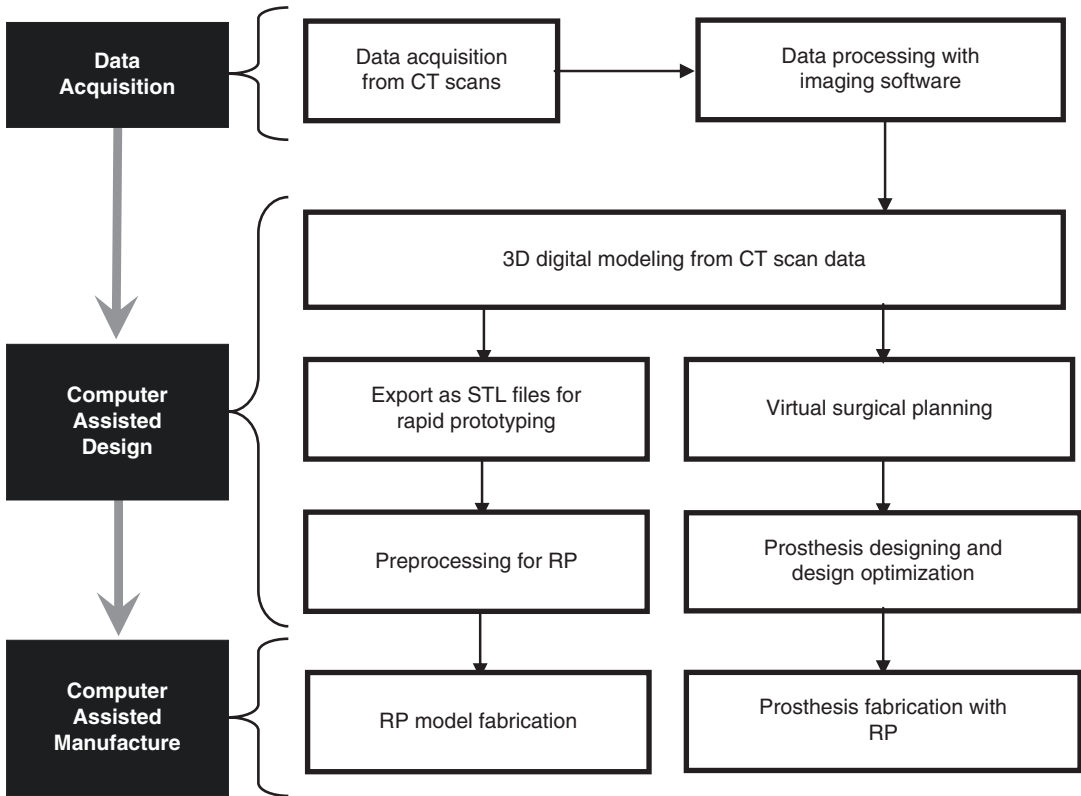 Data
Acquisition
Data acquisition
from CT scans
Data processing with
imaging software
3D digital modeling from CT scan data
Computer
Assisted
Design
Export as STL files for
rapid prototyping
Virtual surgical planning
Preprocessing for RP
Prosthesis designing and
design optimization
Computer
Assisted
Manufacture
RP model fabrication
Prosthesis fabrication with
RP